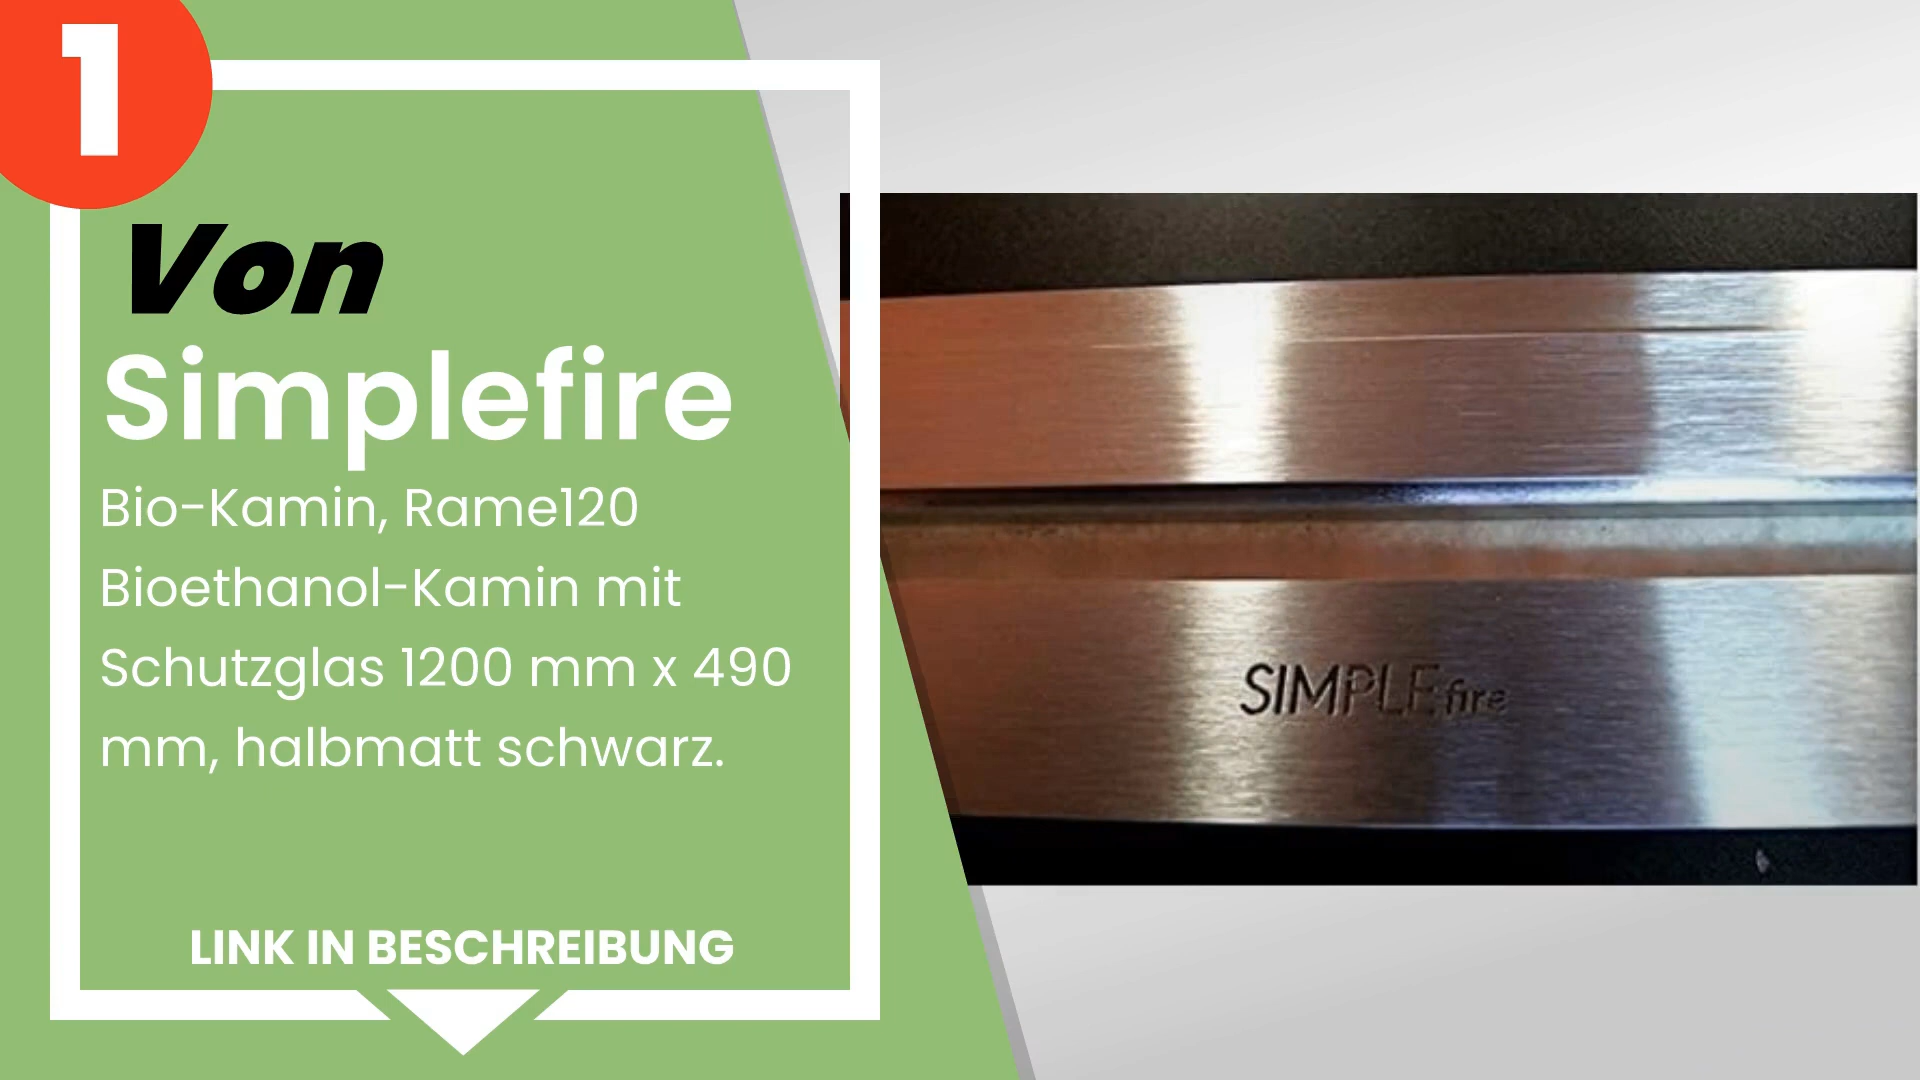 1
Von
Simplefire
Bio-Kamin, Rame120
Bioethanol-Kamin mit
Schutzglas 1200 mm x 490
mm, halbmatt schwarz.
LINK IN BESCHREIBUNG
SIMPLEfire